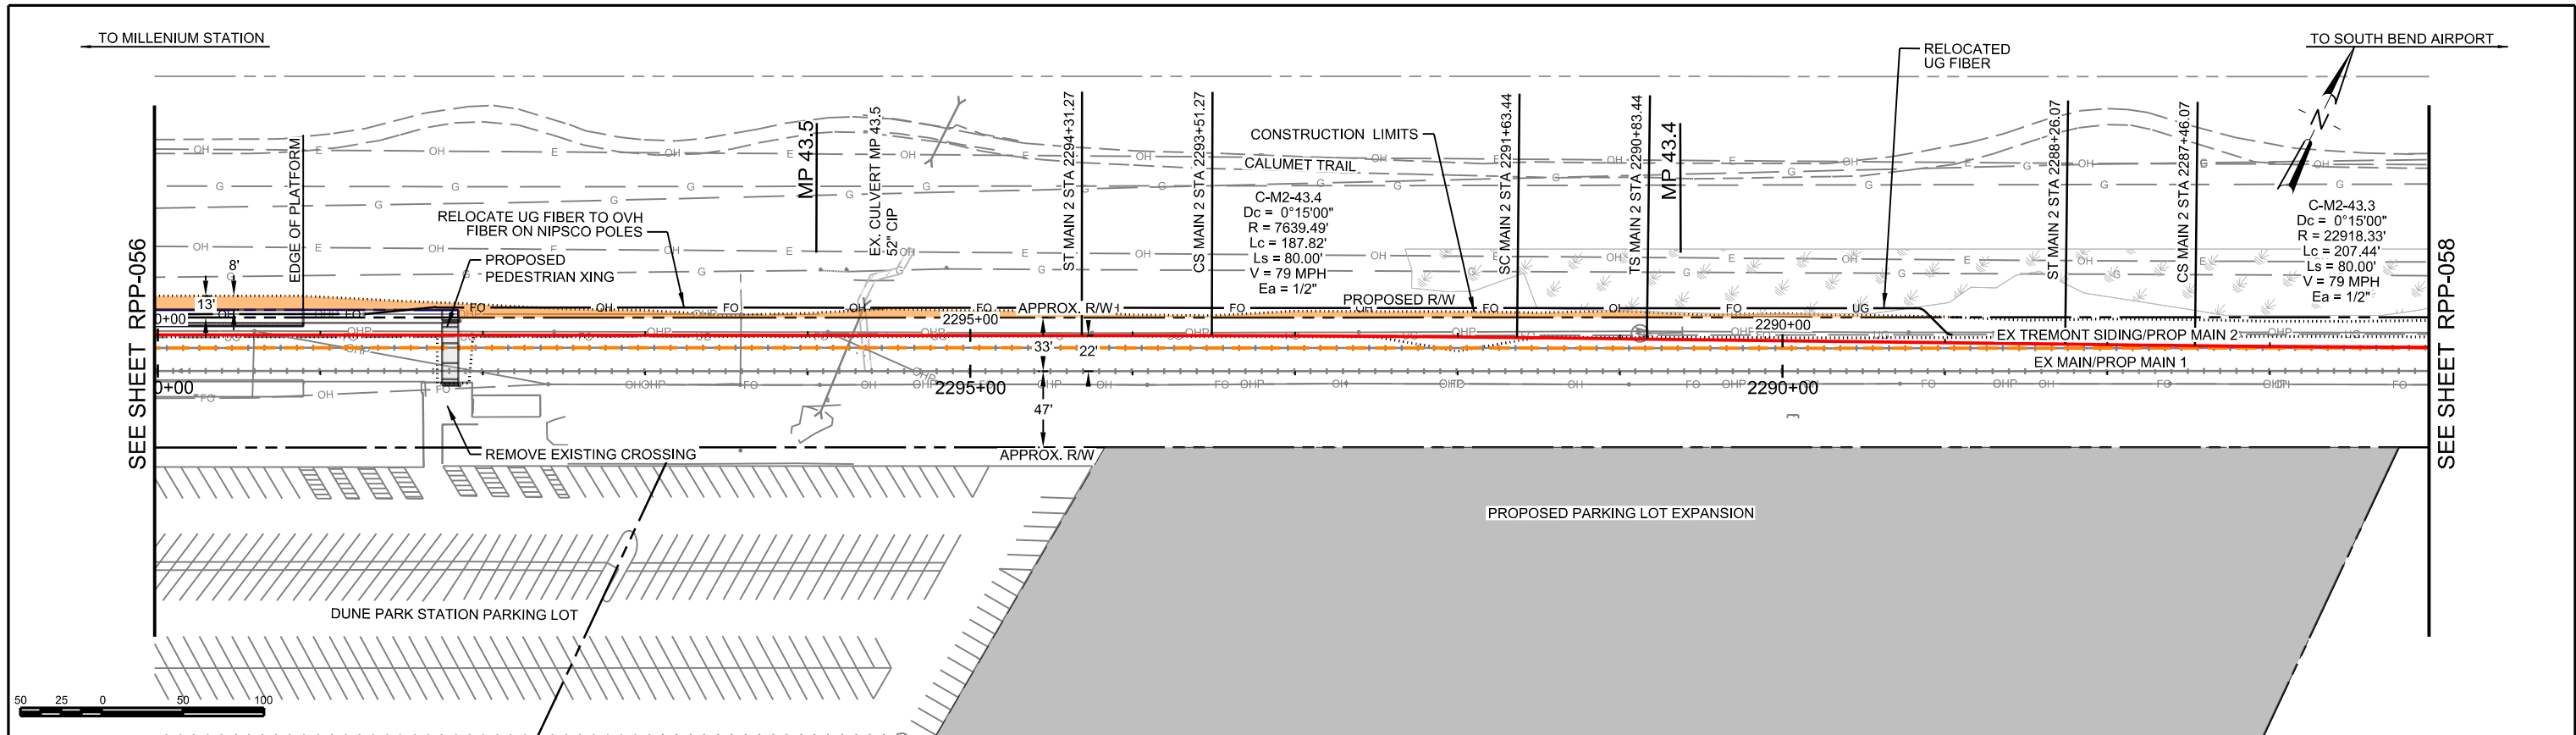 TO MILLENIUM STATION
TO SOUTH BEND AIRPORT
N
RELOCATED
UG FIBER
SEE SHEET RPP-056
EDGE OF PLATFORM
RELOCATE UG FIBER TO OVH
FIBER ON NIPSCO POLES
PROPOSED
PEDESTRIAN XING
MP 43.5
EX. CULVERT MP 43.5
52" CIP
ST MAIN 2 STA 2294+31.27
CS MAIN 2 STA 2293+51.27
CONSTRUCTION LIMITS
CALUMET TRAIL
C-M2-43.4
Dc = 0°15'00"
R = 7639.49'
Lc = 187.82'
Ls = 80.00'
V = 79 MPH
Ea = 1/2"
SC MAIN 2 STA 2291+63.44
TS MAIN 2 STA 2290+83.44
MP 43.4
ST MAIN 2 STA 2288+26.07
CS MAIN 2 STA 2287+46.07
C-M2-43.3
Dc = 0°15'00"
R = 22918.33'
Lc = 207.44'
Ls = 80.00'
V = 79 MPH
Ea = 1/2"
SEE SHEET RPP-058
8'
13'
APPROX. R/W
PROPOSED R/W
0+00
2295+00
2290+00
33'
22'
EX TREMONT SIDING/PROP MAIN 2
EX MAIN/PROP MAIN 1
0+00
2295+00
2290+00
47'
REMOVE EXISTING CROSSING
APPROX. R/W
PROPOSED PARKING LOT EXPANSION
DUNE PARK STATION PARKING LOT
50 25 0 50 100